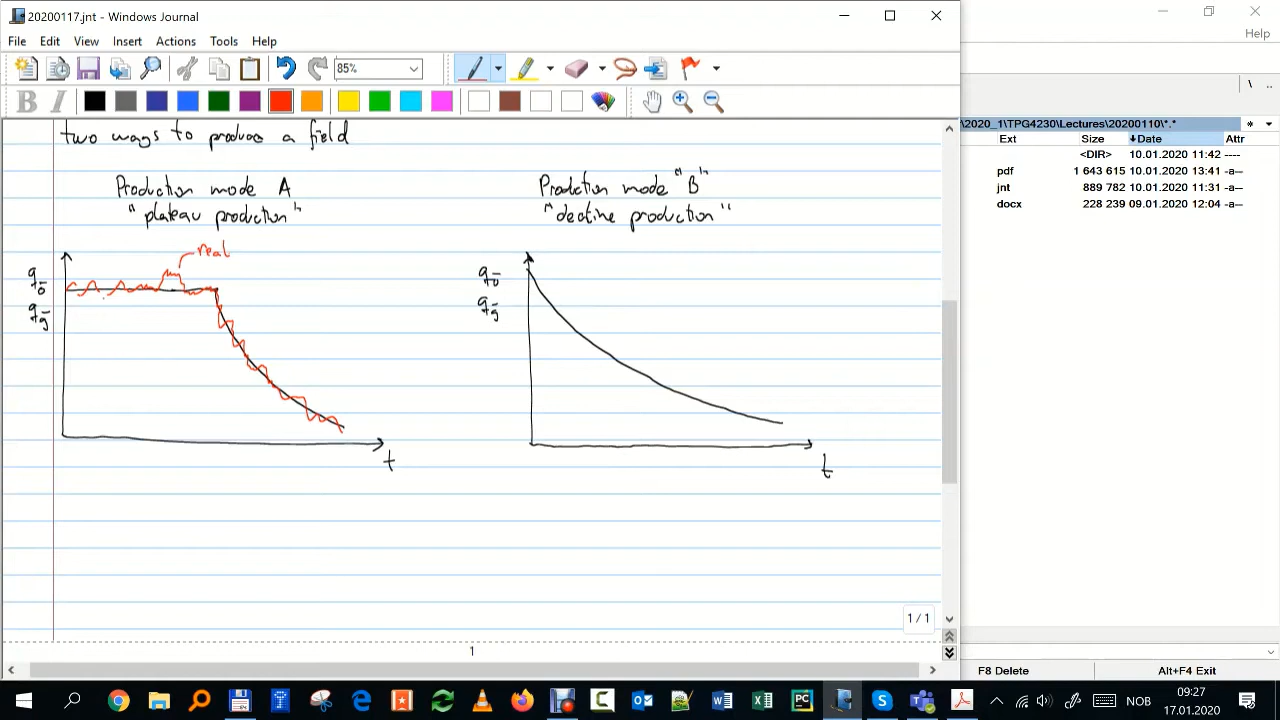 20200117.jnt - Windows Journal
Help
File Edit View Insert Actions Tools Help
85%
B I
\ ..
two ways to produce a field
\2020_1\TPG4230\Lectures\20200110\*.*
* 
Ext Size Date Attr
<DIR> 10.01.2020 11:42 ----
pdf 1 643 615 10.01.2020 13:41 -a--
jnt 889 782 10.01.2020 11:31 -a--
docx 228 239 09.01.2020 12:04 -a--
Production mode A
"plateau production"
Production mode "B"
"decline production"
real
qō
qḡ
t
qō
qḡ
t
1 / 1
1
F8 Delete Alt+F4 Exit
NOB
09:27
17.01.2020